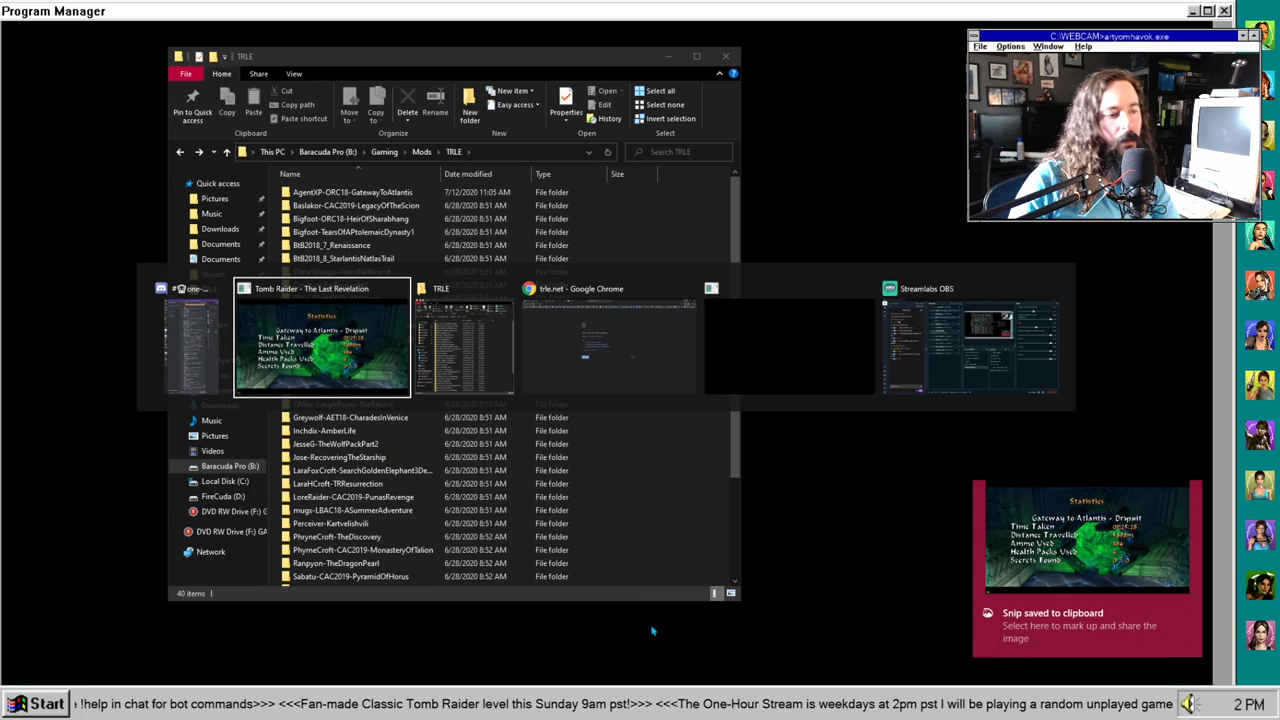 Program Manager
TRLE
File
Home
Share
View
Pin to Quick access
Copy
Paste
Cut
Copy path
Paste shortcut
Clipboard
Move to
Copy to
Delete
Rename
Organize
New folder
New item
Easy access
New
Properties
Open
Edit
History
Open
Select all
Select none
Invert selection
Select
This PC > Baracuda Pro (B:) > Gaming > Mods > TRLE >
Search TRLE
Name Date modified Type Size
Quick access
Pictures
Music
Downloads
Documents
Documents
Stream
AgentXP-ORC18-GatewayToAtlantis 7/12/2020 11:05 AM File folder
Baslakor-CAC2019-LegacyOfTheScion 6/28/2020 8:51 AM File folder
Bigfoot-ORC18-HeirOfSharabhang 6/28/2020 8:51 AM File folder
Bigfoot-TearsOfAPtolemaicDynasty1 6/28/2020 8:51 AM File folder
BtB2018_7_Renaissance 6/28/2020 8:51 AM File folder
BtB2018_8_StarlantisNatlasTrail 6/28/2020 8:51 AM File folder
Tomb Raider - The Last Revelation
TRLE
trle.net - Google Chrome
Streamlabs OBS
Statistics
Gateway to Atlantis - Drysuit
Time Taken
Distance Travelled
Ammo Used
Health Packs Used
Secrets Found
Downloads
Music
Pictures
Videos
Baracuda Pro (B:)
Local Disk (C:)
FireCuda (D:)
DVD RW Drive (F:) G
DVD RW Drive (F:) GA
Network
Greywolf-AET18-CharadesInVenice 6/28/2020 8:51 AM File folder
Inchdix-AmberLife 6/28/2020 8:51 AM File folder
JesseG-TheWolfPackPart2 6/28/2020 8:51 AM File folder
Jose-RecoveringTheStarship 6/28/2020 8:51 AM File folder
LaraFoxCroft-SearchGoldenElephant3De... 6/28/2020 8:51 AM File folder
LaraHCroft-TRResurrection 6/28/2020 8:51 AM File folder
LoreRaider-CAC2019-PunasRevenge 6/28/2020 8:51 AM File folder
mugs-LBAC18-ASummerAdventure 6/28/2020 8:51 AM File folder
Perceiver-Kartvelishvili 6/28/2020 8:51 AM File folder
PhryneCroft-TheDiscovery 6/28/2020 8:52 AM File folder
PhyrneCroft-CAC2019-MonasteryOfTalion 6/28/2020 8:52 AM File folder
Ranpyon-TheDragonPearl 6/28/2020 8:52 AM File folder
Sabatu-CAC2019-PyramidOfHorus 6/28/2020 8:52 AM File folder
40 items
C:\WEBCAM>artyomhavok.exe
File Options Window Help
Statistics
Gateway to Atlantis - Drysuit
Time Taken
Distance Travelled
Ammo Used
Health Packs Used
Secrets Found
Snip saved to clipboard
Select here to mark up and share the
image
Start
!help in chat for bot commands>>> <<<Fan-made Classic Tomb Raider level this Sunday 9am pst!>>> <<<The One-Hour Stream is weekdays at 2pm pst I will be playing a random unplayed game
2 PM